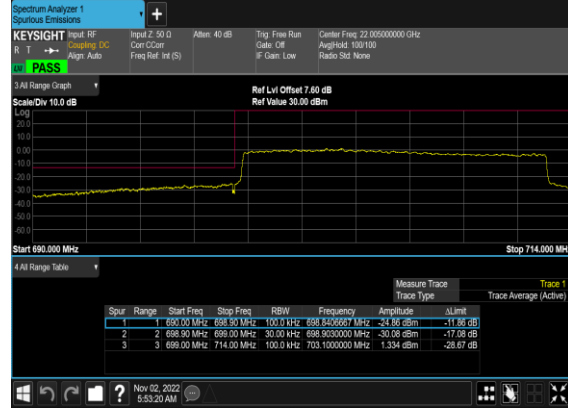 Spectrum Analyzer 1
Spurious Emissions
KEYSIGHT Input: RF Input Z: 50 Ω Atten: 40 dB Trig: Free Run Center Freq: 22.005000000 GHz
R T Coupling: DC Corr CCorr Gate: Off Avg|Hold: 100/100
Align: Auto Freq Ref: Int (S) IF Gain: Low Radio Std: None
PASS
3 All Range Graph
Ref Lvl Offset 7.60 dB
Scale/Div 10.0 dB Ref Value 30.00 dBm
Log
20.0
10.0
0.00
-10.0
-20.0
-30.0
-40.0
-50.0
-60.0
Start 690.000 MHz Stop 714.000 MHz
4 All Range Table
Measure Trace Trace 1
Trace Type Trace Average (Active)
Spur Range Start Freq Stop Freq RBW Frequency Amplitude ΔLimit
1 1 690.00 MHz 698.90 MHz 100.0 kHz 698.8406667 MHz -24.86 dBm -11.86 dB
2 2 698.90 MHz 699.00 MHz 30.00 kHz 698.9030000 MHz -30.08 dBm -17.08 dB
3 3 699.00 MHz 714.00 MHz 100.0 kHz 703.1000000 MHz 1.334 dBm -28.67 dB
Nov 02, 2022
5:53:20 AM